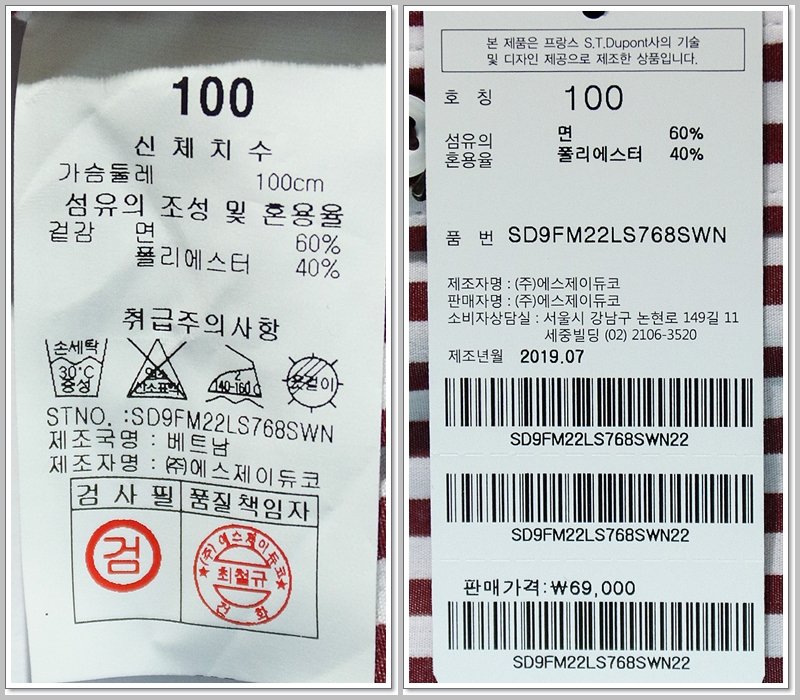 100
신체치수
가슴둘레 100cm
섬유의 조성 및 혼용율
겉감 면 60%
폴리에스터 40%
취급주의사항
손세탁
30°C
중성
염소
산소표백
2
140-160℃
옷걸이
STNO. :SD9FM22LS768SWN
제조국명 : 베트남
제조자명 : ㈜에스제이듀코
검사필 품질책임자
검
(주)에스제이듀코
최철규
본 제품은 프랑스 S.T.Dupont사의 기술
및 디자인 제공으로 제조한 상품입니다.
호 칭 100
섬유의 면 60%
혼용율 폴리에스터 40%
품 번 SD9FM22LS768SWN
제조자명 : (주)에스제이듀코
판매자명 : (주)에스제이듀코
소비자상담실 : 서울시 강남구 논현로 149길 11
세중빌딩 (02) 2106-3520
제조년월 2019.07
SD9FM22LS768SWN22
SD9FM22LS768SWN22
판매가격:₩69,000
SD9FM22LS768SWN22